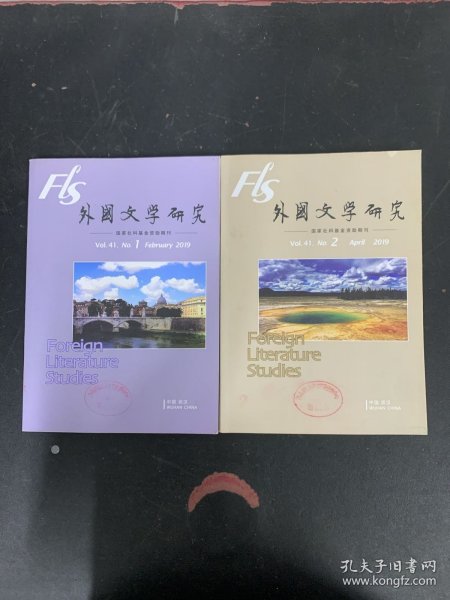 Fls
外國文学研究
国家社科基金资助期刊
Vol. 41, No. 1 February 2019
Foreign
Literature
Studies
中国 武汉
WUHAN CHINA
Fls
外國文学研究
国家社科基金资助期刊
Vol. 41, No. 2 April 2019
Foreign
Literature
Studies
中国 武汉
WUHAN CHINA
孔夫子旧书网
www.kongfz.com